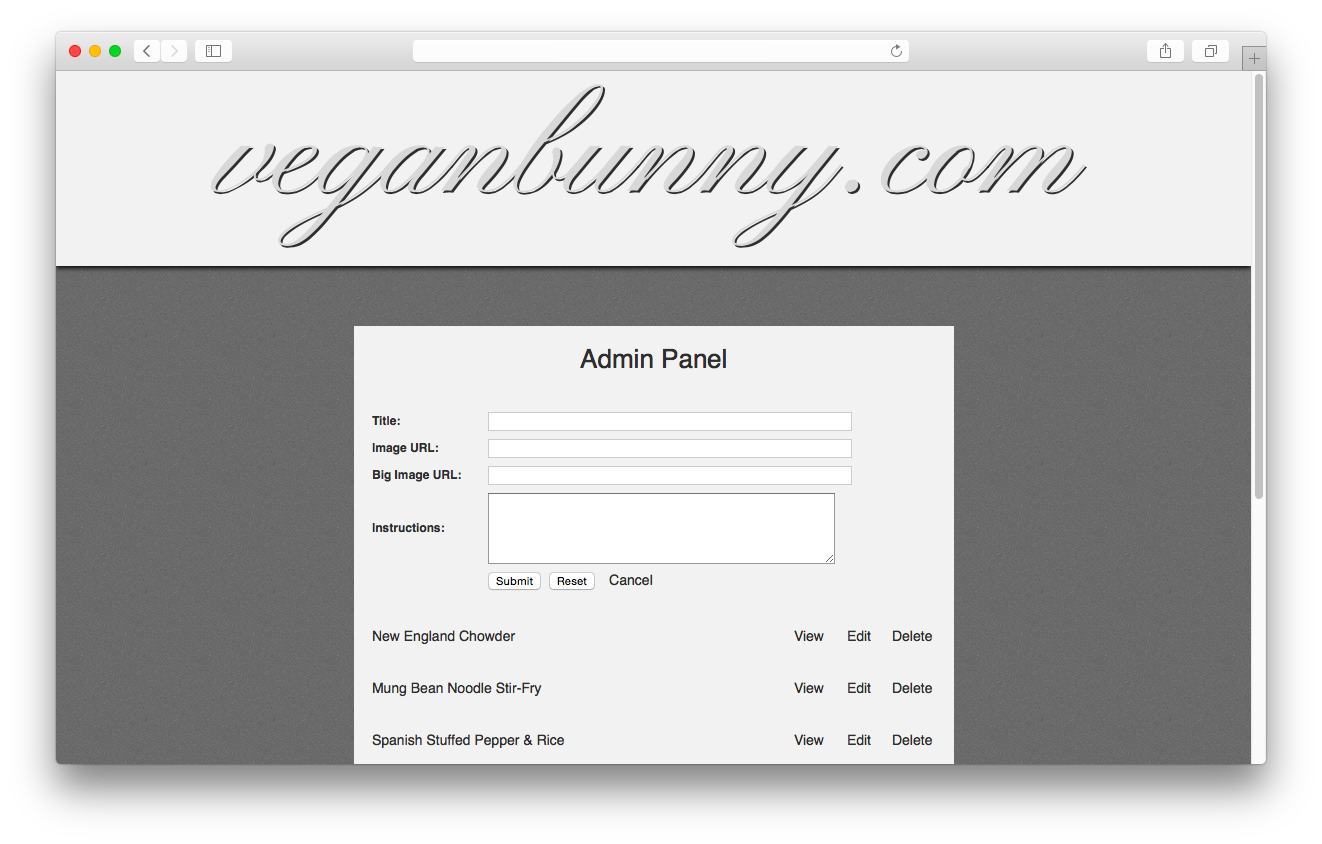 veganbunny.com
Admin Panel
Title:
Image URL:
Big Image URL:
Instructions:
Submit Reset Cancel
New England Chowder View Edit Delete
Mung Bean Noodle Stir-Fry View Edit Delete
Spanish Stuffed Pepper & Rice View Edit Delete